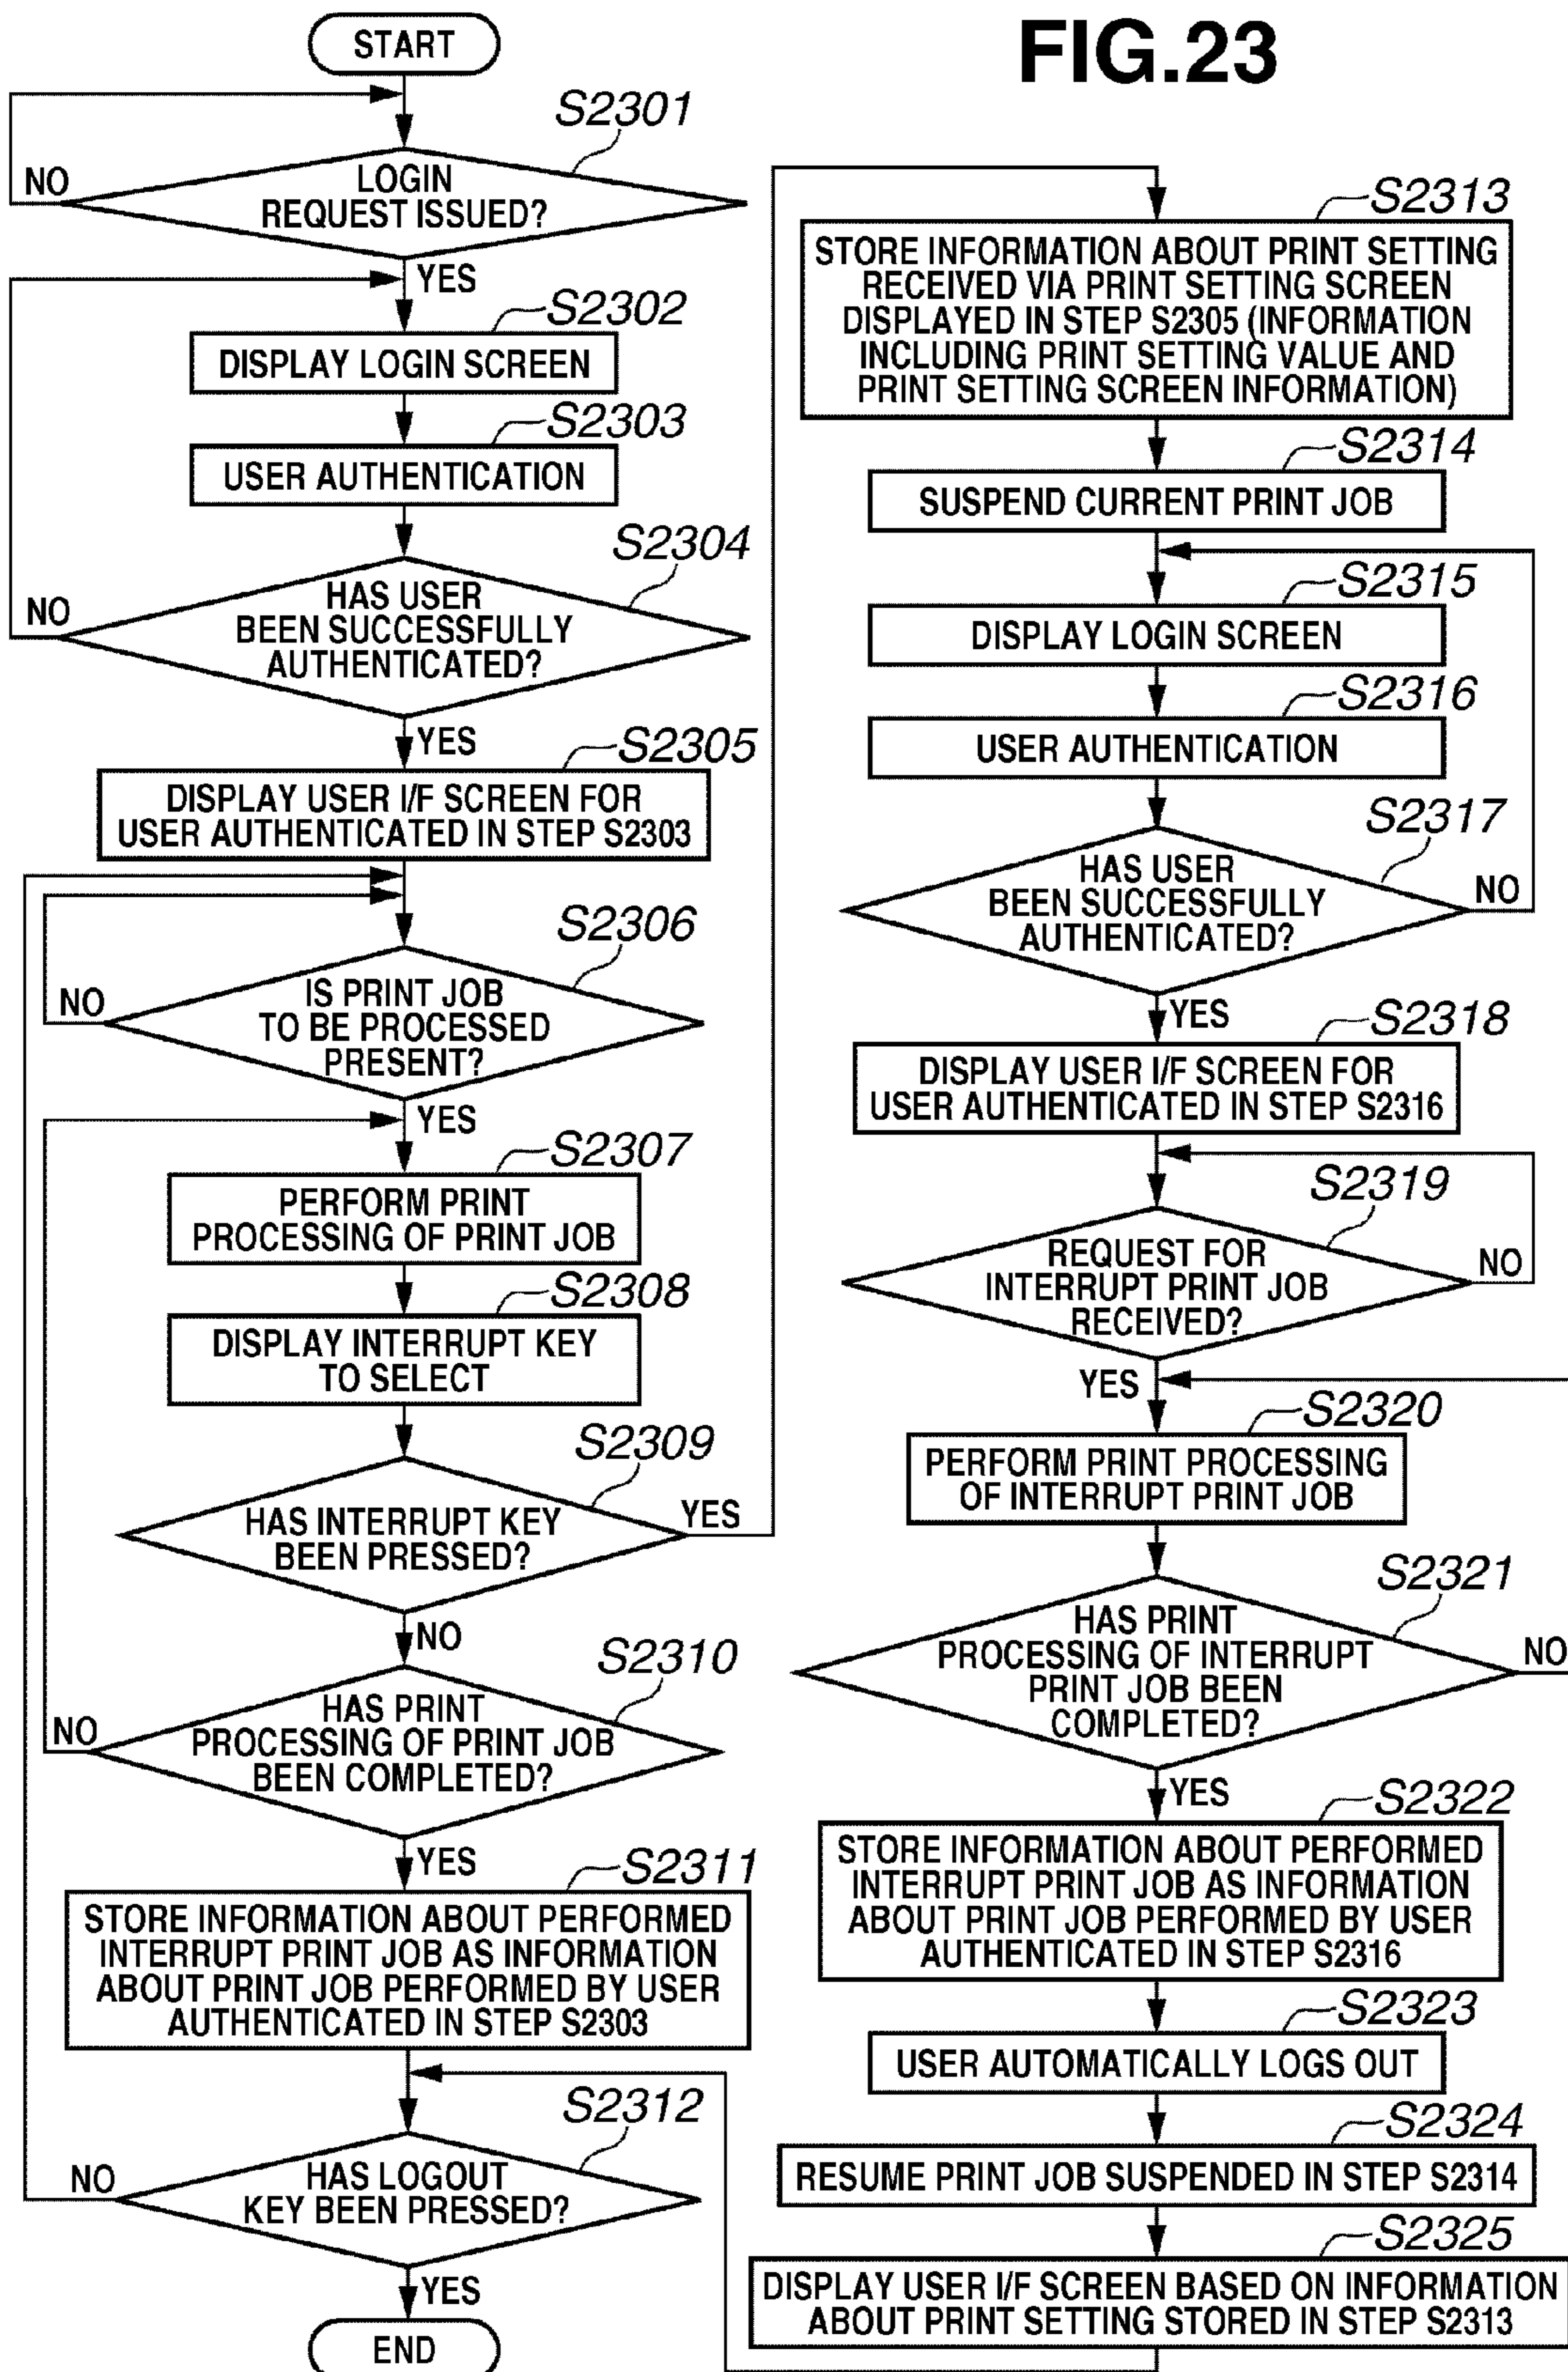 FIG.23
START
S2301
LOGIN
REQUEST ISSUED?
NO
YES
S2302
DISPLAY LOGIN SCREEN
S2303
USER AUTHENTICATION
S2304
HAS USER
BEEN SUCCESSFULLY
AUTHENTICATED?
NO
YES
S2305
DISPLAY USER I/F SCREEN FOR
USER AUTHENTICATED IN STEP S2303
S2306
IS PRINT JOB
TO BE PROCESSED
PRESENT?
NO
YES
S2307
PERFORM PRINT
PROCESSING OF PRINT JOB
S2308
DISPLAY INTERRUPT KEY
TO SELECT
S2309
HAS INTERRUPT KEY
BEEN PRESSED?
YES
NO
S2310
HAS PRINT
PROCESSING OF PRINT JOB
BEEN COMPLETED?
NO
YES
S2311
STORE INFORMATION ABOUT PERFORMED
INTERRUPT PRINT JOB AS INFORMATION
ABOUT PRINT JOB PERFORMED BY USER
AUTHENTICATED IN STEP S2303
S2312
HAS LOGOUT
KEY BEEN PRESSED?
NO
YES
END
S2313
STORE INFORMATION ABOUT PRINT SETTING
RECEIVED VIA PRINT SETTING SCREEN
DISPLAYED IN STEP S2305 (INFORMATION
INCLUDING PRINT SETTING VALUE AND
PRINT SETTING SCREEN INFORMATION)
S2314
SUSPEND CURRENT PRINT JOB
S2315
DISPLAY LOGIN SCREEN
S2316
USER AUTHENTICATION
S2317
HAS USER
BEEN SUCCESSFULLY
AUTHENTICATED?
NO
YES
S2318
DISPLAY USER I/F SCREEN FOR
USER AUTHENTICATED IN STEP S2316
S2319
REQUEST FOR
INTERRUPT PRINT JOB
RECEIVED?
NO
YES
S2320
PERFORM PRINT PROCESSING
OF INTERRUPT PRINT JOB
S2321
HAS PRINT
PROCESSING OF INTERRUPT
PRINT JOB BEEN
COMPLETED?
NO
YES
S2322
STORE INFORMATION ABOUT PERFORMED
INTERRUPT PRINT JOB AS INFORMATION
ABOUT PRINT JOB PERFORMED BY USER
AUTHENTICATED IN STEP S2316
S2323
USER AUTOMATICALLY LOGS OUT
S2324
RESUME PRINT JOB SUSPENDED IN STEP S2314
S2325
DISPLAY USER I/F SCREEN BASED ON INFORMATION
ABOUT PRINT SETTING STORED IN STEP S2313